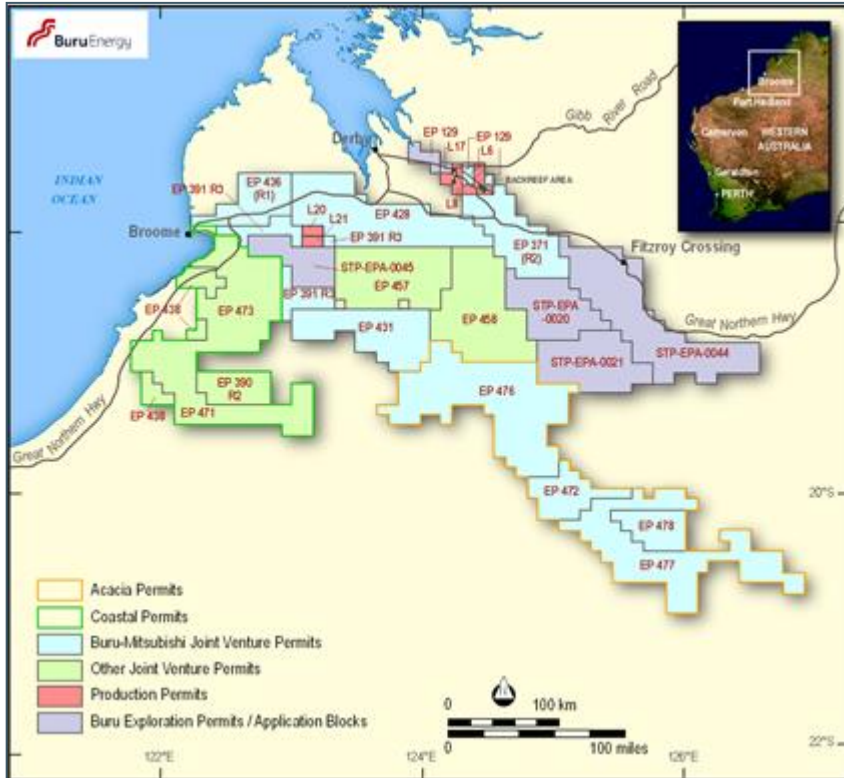 BuruEnergy
Broome
Port Hedland
Carnarvon
WESTERN
AUSTRALIA
Geraldton
PERTH
Gibb River Road
Derby
EP 129
L17
EP 129
L6
BACKREEF AREA
L8
INDIAN
OCEAN
EP 391 R3
EP 436
(R1)
EP 428
L20
L21
EP 391 R3
Broome
EP 371
(R2)
Fitzroy Crossing
STP-EPA-0045
EP 457
EP 391 R3
EP 438
EP 473
EP 431
EP 458
STP-EPA
-0020
Great Northern Hwy
STP-EPA-0021
STP-EPA-0044
EP 390
R2
EP 476
EP 438
EP 471
Great Northern Hwy
EP 472
20°S
EP 478
EP 477
Acacia Permits
Coastal Permits
Buru-Mitsubishi Joint Venture Permits
Other Joint Venture Permits
Production Permits
Buru Exploration Permits / Application Blocks
0 100 km
0 100 miles
122°E
124°E
126°E
22°S